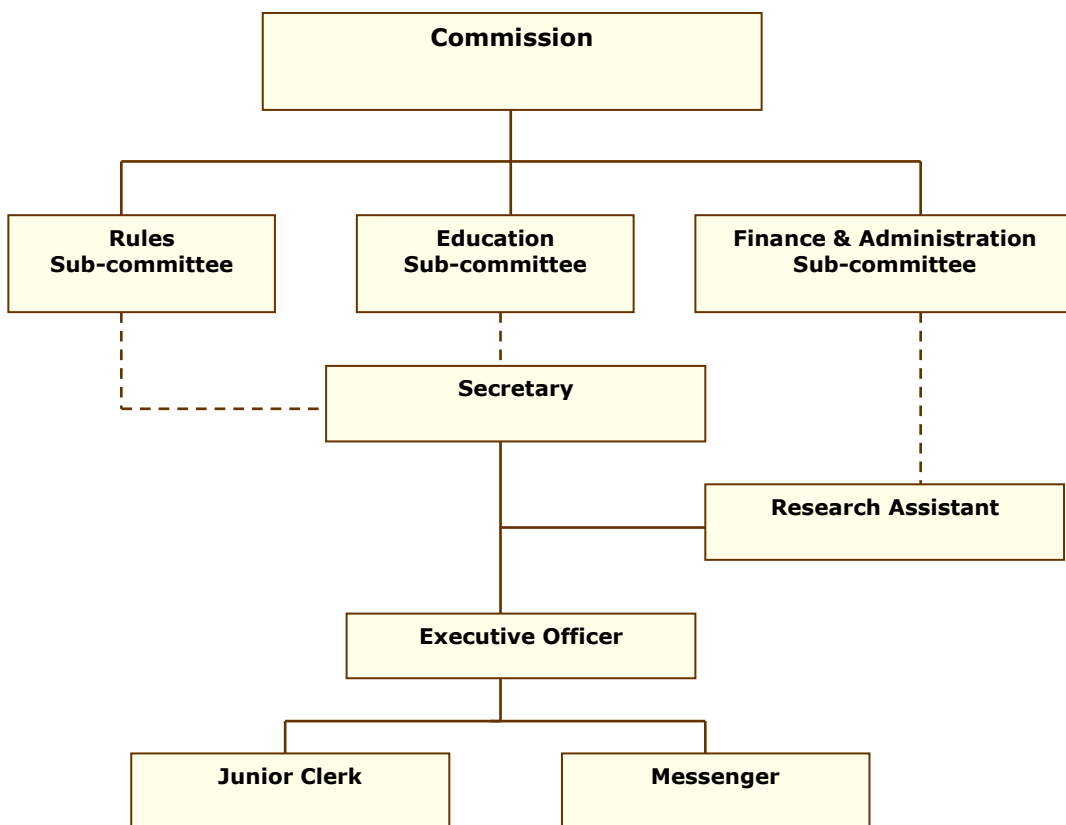 Commission
Rules
Sub-committee
Education
Sub-committee
Finance & Administration
Sub-committee
Secretary
Research Assistant
Executive Officer
Junior Clerk
Messenger